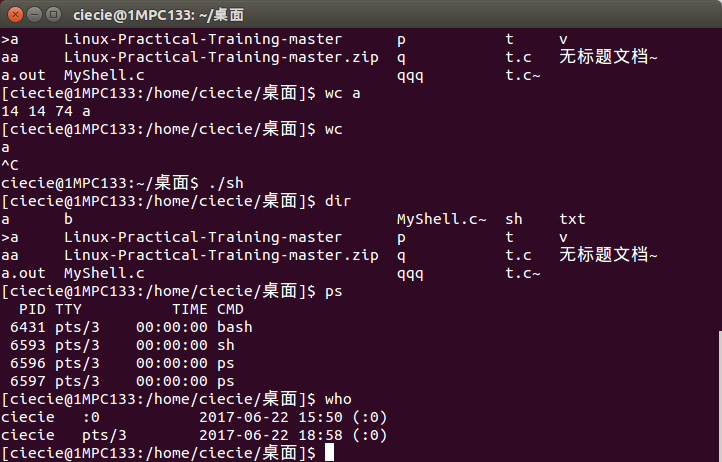 ciecie@1MPC133: ~/桌面
>a     Linux-Practical-Training-master      p           t     v
aa     Linux-Practical-Training-master.zip  q           t.c   无标题文档~
a.out  MyShell.c                            qqq         t.c~
[ciecie@1MPC133:/home/ciecie/桌面]$ wc a
14 14 74 a
[ciecie@1MPC133:/home/ciecie/桌面]$ wc
a
^C
ciecie@1MPC133:~/桌面$ ./sh
[ciecie@1MPC133:/home/ciecie/桌面]$ dir
a      b                                    MyShell.c~  sh    txt
>a     Linux-Practical-Training-master      p           t     v
aa     Linux-Practical-Training-master.zip  q           t.c   无标题文档~
a.out  MyShell.c                            qqq         t.c~
[ciecie@1MPC133:/home/ciecie/桌面]$ ps
  PID TTY          TIME CMD
 6431 pts/3    00:00:00 bash
 6593 pts/3    00:00:00 sh
 6596 pts/3    00:00:00 ps
 6597 pts/3    00:00:00 ps
[ciecie@1MPC133:/home/ciecie/桌面]$ who
ciecie   :0           2017-06-22 15:50 (:0)
ciecie   pts/3        2017-06-22 18:58 (:0)
[ciecie@1MPC133:/home/ciecie/桌面]$